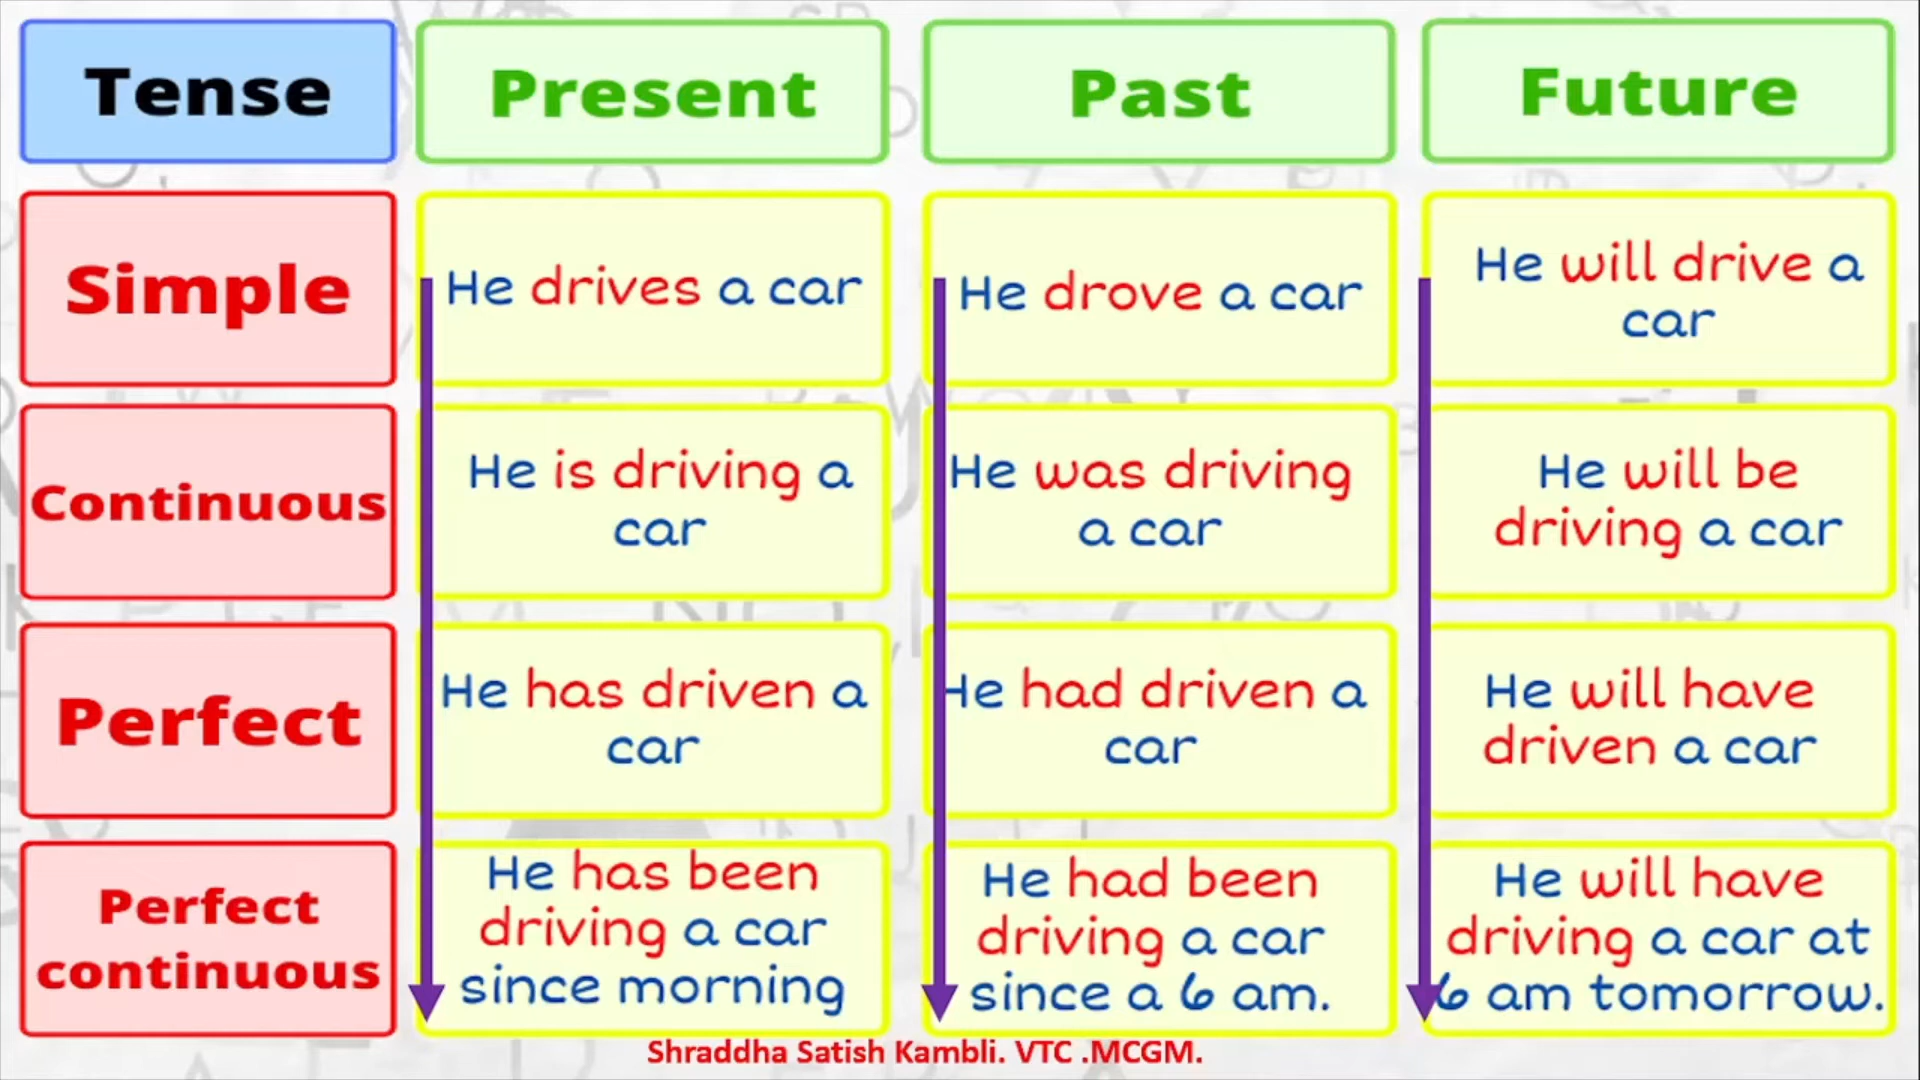 Tense
Present
Past
Future
Simple
He drives a car
He drove a car
He will drive a
car
Continuous
He is driving a
car
He was driving
a car
He will be
driving a car
Perfect
He has driven a
car
He had driven a
car
He will have
driven a car
Perfect
continuous
He has been
driving a car
since morning
He had been
driving a car
since a 6 am.
He will have
driving a car at
6 am tomorrow.
Shraddha Satish Kambli. VTC .MCGM.